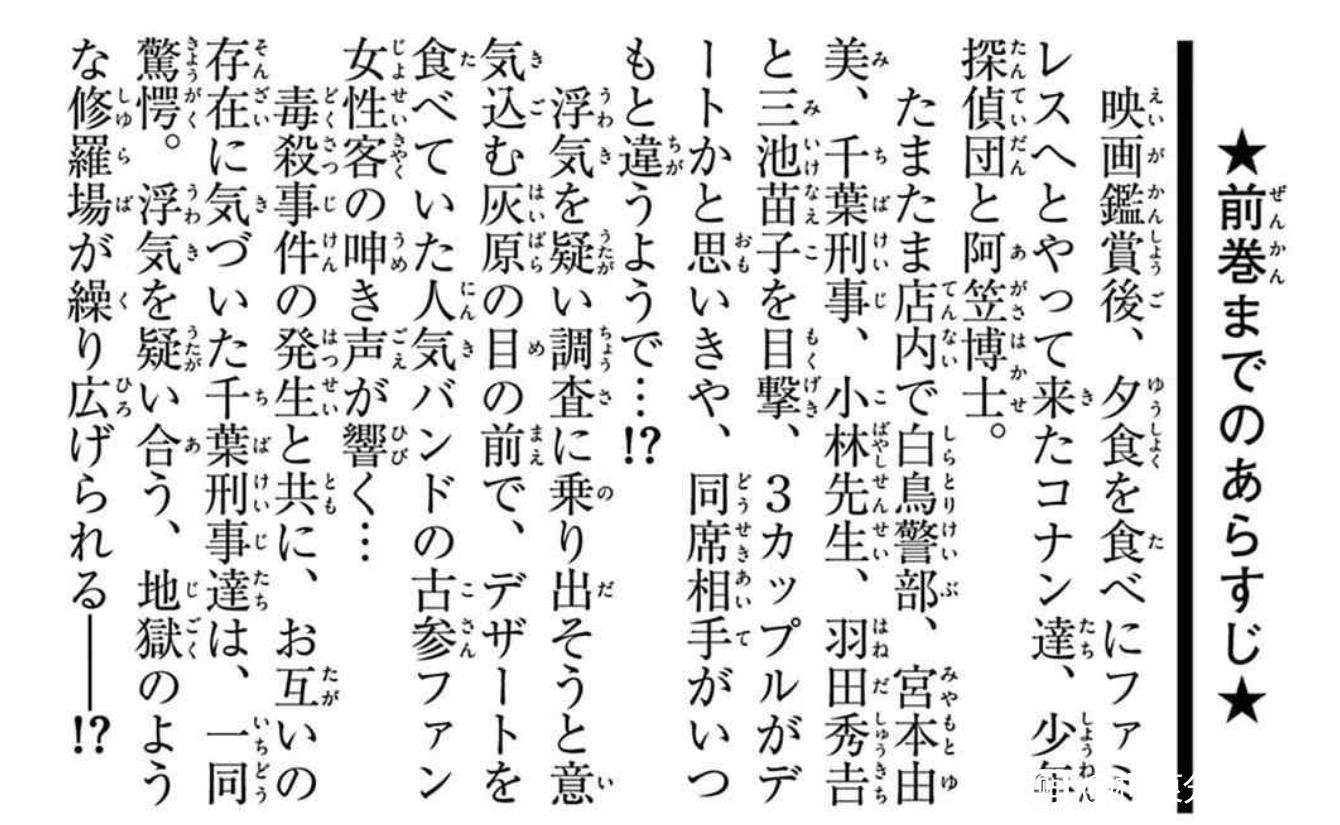 ★前巻までのあらすじ★
映画鑑賞後、夕食を食べにファミ
レスへとやって来たコナン達、少年
探偵団と阿笠博士。
たまたま店内で白鳥警部、宮本由
美、千葉刑事、小林先生、羽田秀吉
と三池苗子を目撃、3カップルがデ
ートかと思いきや、同席相手がいつ
もと違うようで…!?
浮気を疑い調査に乗り出そうと意
気込む灰原の目の前で、デザートを
食べていた人気バンドの古参ファン
女性客の呻き声が響く…
毒殺事件の発生と共に、お互いの
存在に気づいた千葉刑事達は、一同
驚愕。浮気を疑い合う、地獄のよう
な修羅場が繰り広げられる――!?